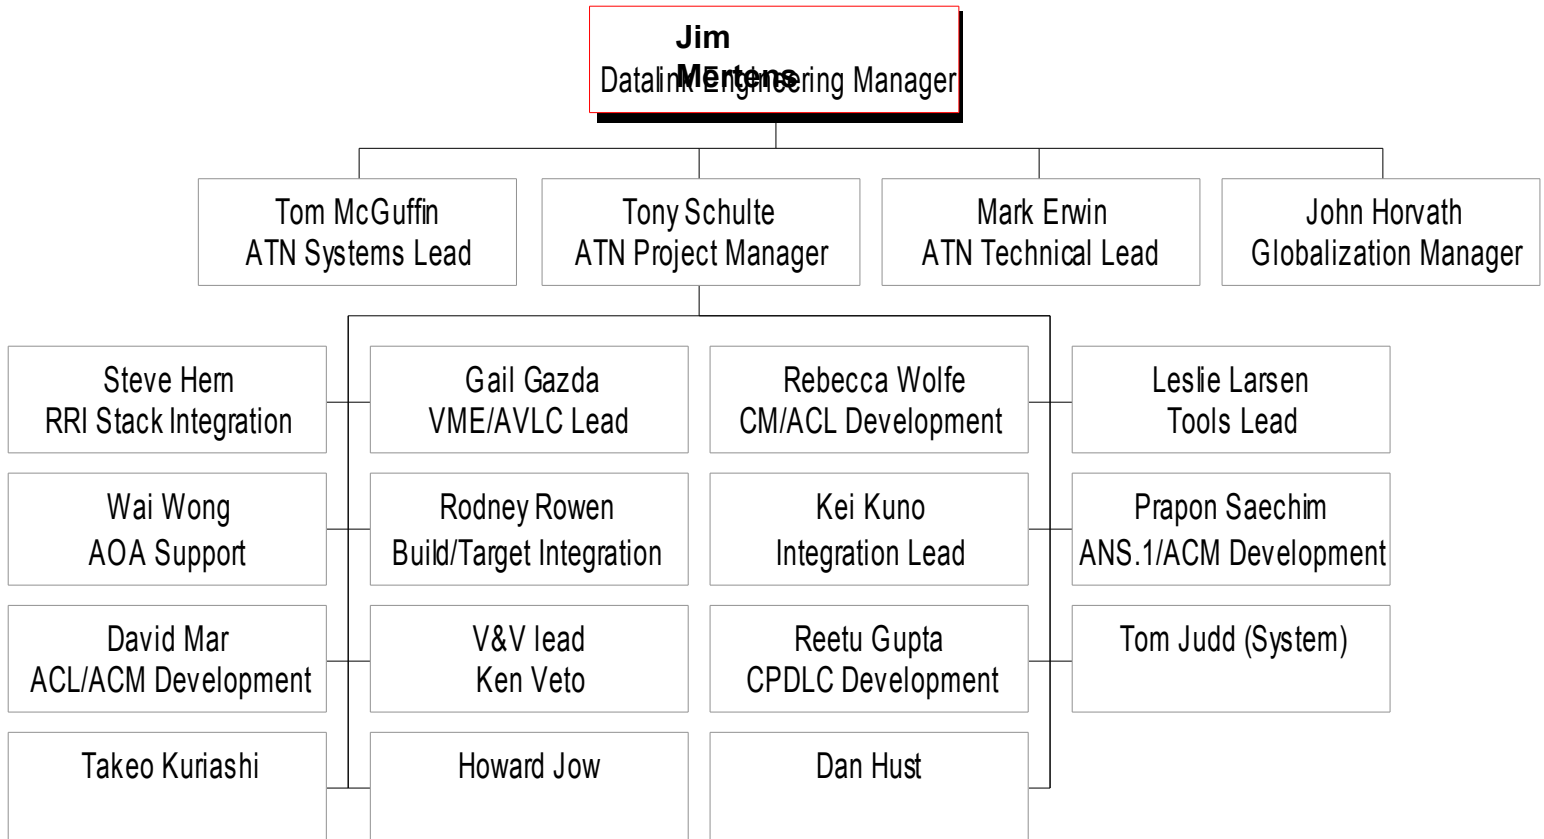 Jim
Mertens
Datalink Engineering Manager
Tom McGuffin
ATN Systems Lead
Tony Schulte
ATN Project Manager
Mark Erwin
ATN Technical Lead
John Horvath
Globalization Manager
Steve Hern
RRI Stack Integration
Gail Gazda
VME/AVLC Lead
Rebecca Wolfe
CM/ACL Development
Leslie Larsen
Tools Lead
Wai Wong
AOA Support
Rodney Rowen
Build/Target Integration
Kei Kuno
Integration Lead
Prapon Saechim
ANS.1/ACM Development
David Mar
ACL/ACM Development
V&V lead
Ken Veto
Reetu Gupta
CPDLC Development
Tom Judd (System)
Takeo Kuriashi
Howard Jow
Dan Hust